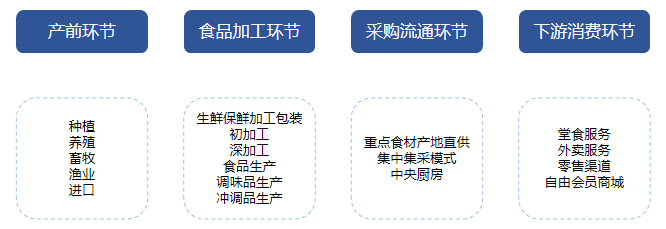 产前环节
食品加工环节
采购流通环节
下游消费环节
种植
养殖
畜牧
渔业
进口
生鲜保鲜加工包装
初加工
深加工
食品生产
调味品生产
冲调品生产
重点食材产地直供
集中集采模式
中央厨房
堂食服务
外卖服务
零售渠道
自由会员商城